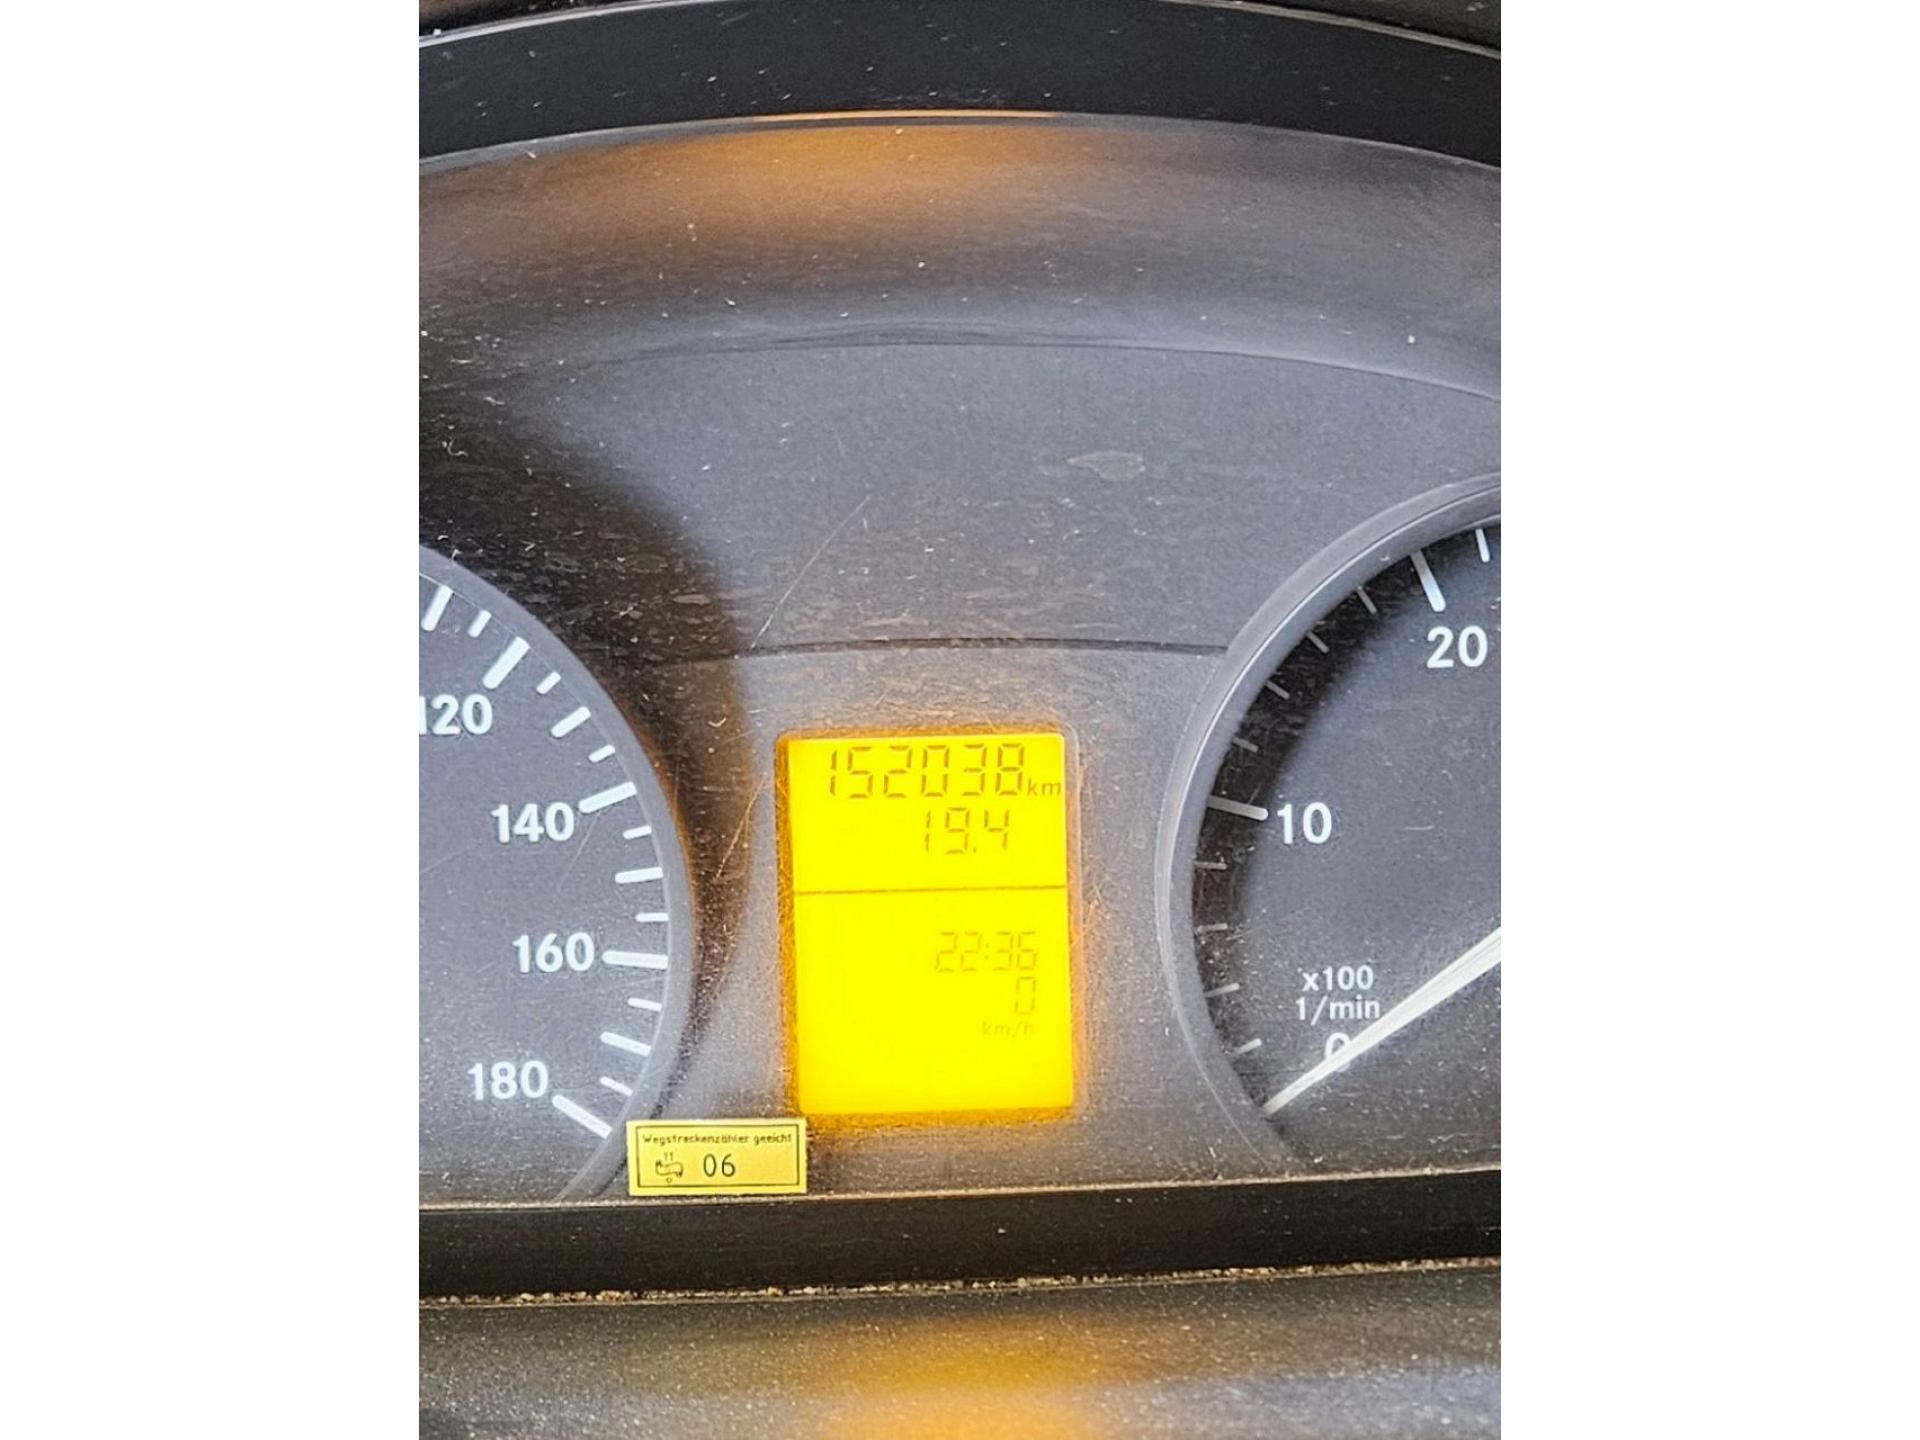 20
120
152038 km
19.4
140
10
22:36
160
0
x100
1/min
km/h
0
180
Wegstreckenzähler geeicht
06